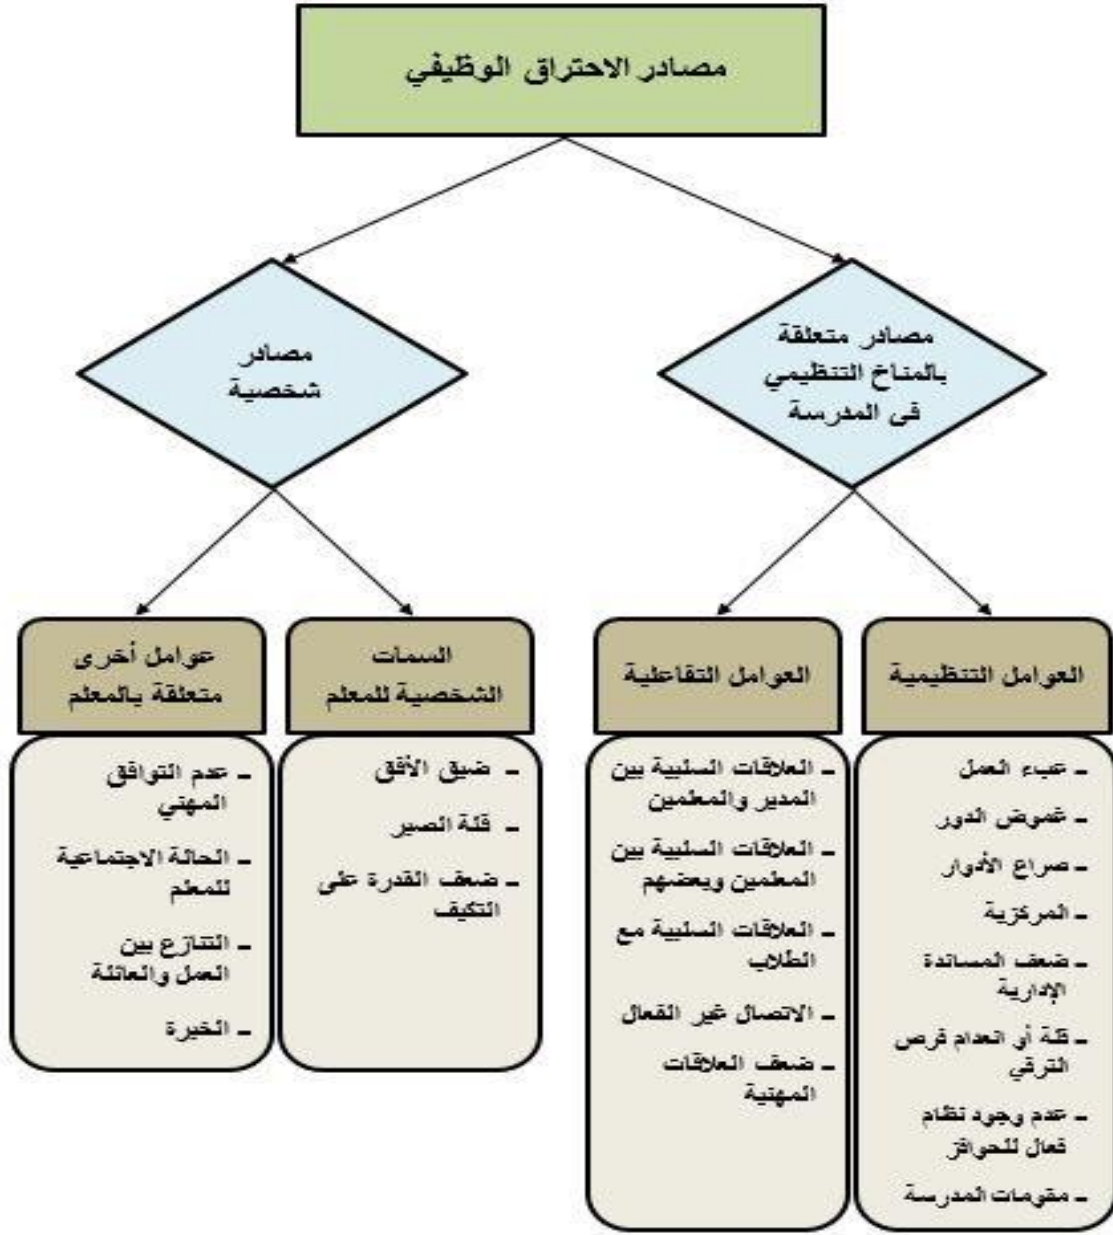 مصادر الاحتراق الوظيفي
مصادر متعلقة
بالمناخ التنظيمي
فى المدرسة
مصادر
شخصية
العوامل التنظيمية
- عبء العمل
- غموض الدور
- صراع الأدوار
- المركزية
- ضعف المساندة
الإدارية
- قلة أو انعدام فرص
الترقي
- عدم وجود نظام
فعال للحوافز
- مقومات المدرسة
العوامل التفاعلية
- العلاقات السلبية بين
المدير والمعلمين
- العلاقات السلبية بين
المعلمين وبعضهم
- العلاقات السلبية مع
الطلاب
- الاتصال غير الفعال
- ضعف العلاقات
المهنية
السمات
الشخصية للمعلم
- ضيق الأفق
- قلة الصبر
- ضعف القدرة على
التكيف
عوامل أخرى
متعلقة بالمعلم
- عدم التوافق
المهني
- الحالة الاجتماعية
للمعلم
- التنازع بين
العمل والعائلة
- الخبرة